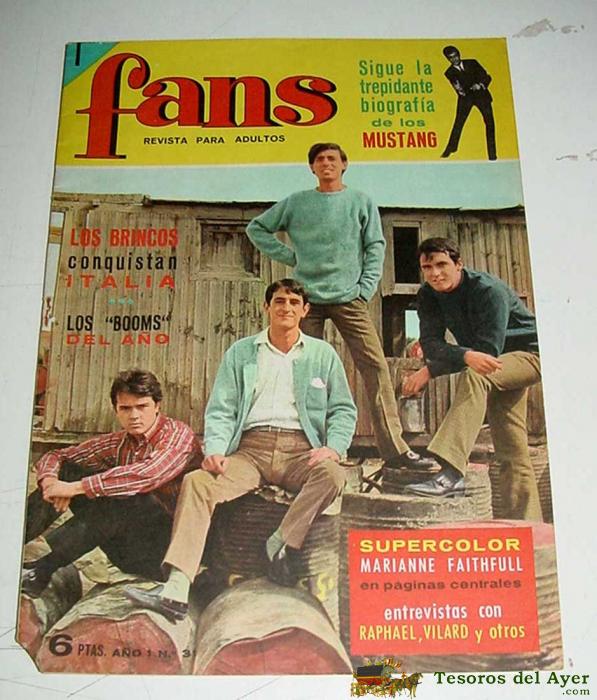 fans
REVISTA PARA ADULTOS
Sigue la
trepidante
biografía
de los
MUSTANG
LOS BRINCOS
conquistan
ITALIA
LOS "BOOMS"
DEL AÑO
SUPERCOLOR
MARIANNE FAITHFULL
en páginas centrales
entrevistas con
RAPHAEL, VILARD y otros
6 PTAS. AÑO 1 N.º 31
Tesoros del Ayer
.com